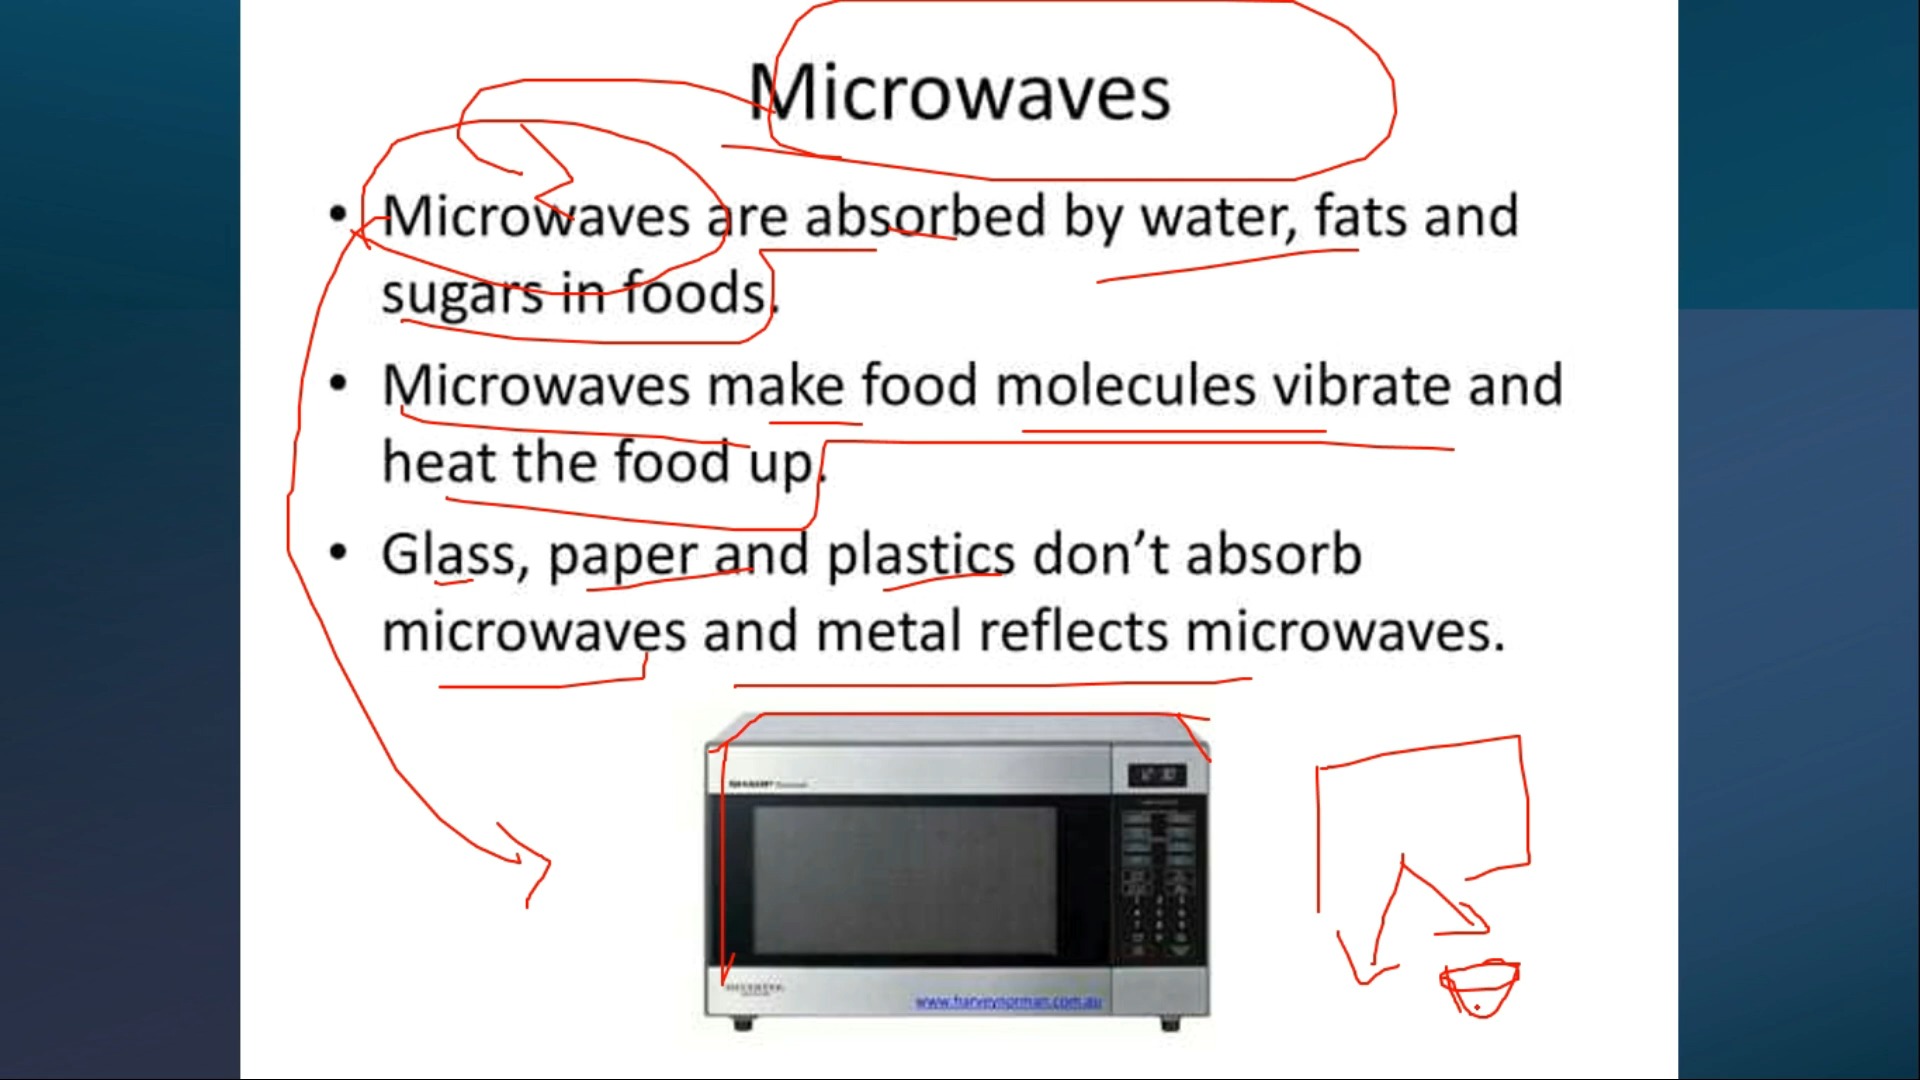 Microwaves
• Microwaves are absorbed by water, fats and
sugars in foods.
• Microwaves make food molecules vibrate and
heat the food up.
• Glass, paper and plastics don’t absorb
microwaves and metal reflects microwaves.
SHARP
www.harveynorman.com.au